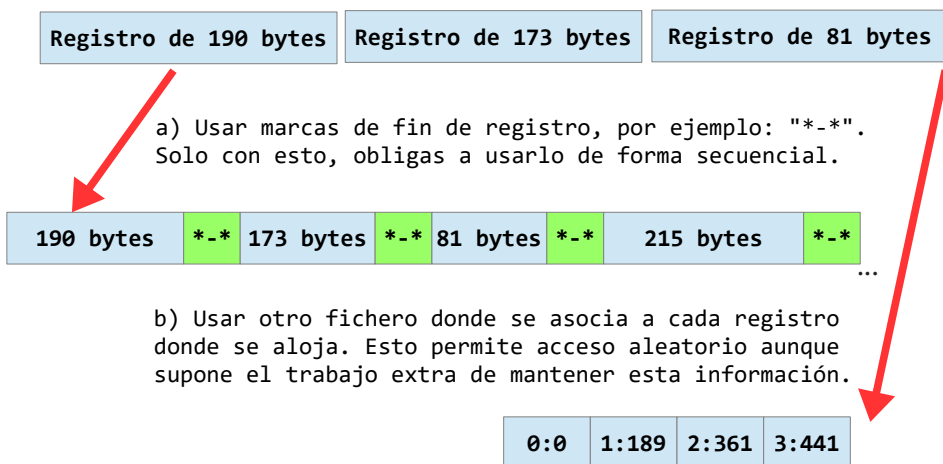 Registro de 190 bytes Registro de 173 bytes Registro de 81 bytes
a) Usar marcas de fin de registro, por ejemplo: "*-*".
Solo con esto, obligas a usarlo de forma secuencial.
190 bytes *-* 173 bytes *-* 81 bytes *-* 215 bytes *-*
...
b) Usar otro fichero donde se asocia a cada registro
donde se aloja. Esto permite acceso aleatorio aunque
supone el trabajo extra de mantener esta información.
0:0 1:189 2:361 3:441